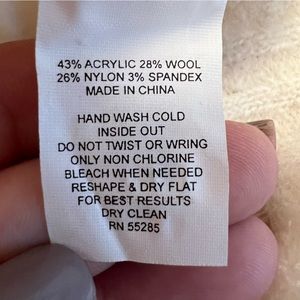 43% ACRYLIC 28% WOOL
26% NYLON 3% SPANDEX
MADE IN CHINA
HAND WASH COLD
INSIDE OUT
DO NOT TWIST OR WRING
ONLY NON CHLORINE
BLEACH WHEN NEEDED
RESHAPE & DRY FLAT
FOR BEST RESULTS
DRY CLEAN
RN 55285